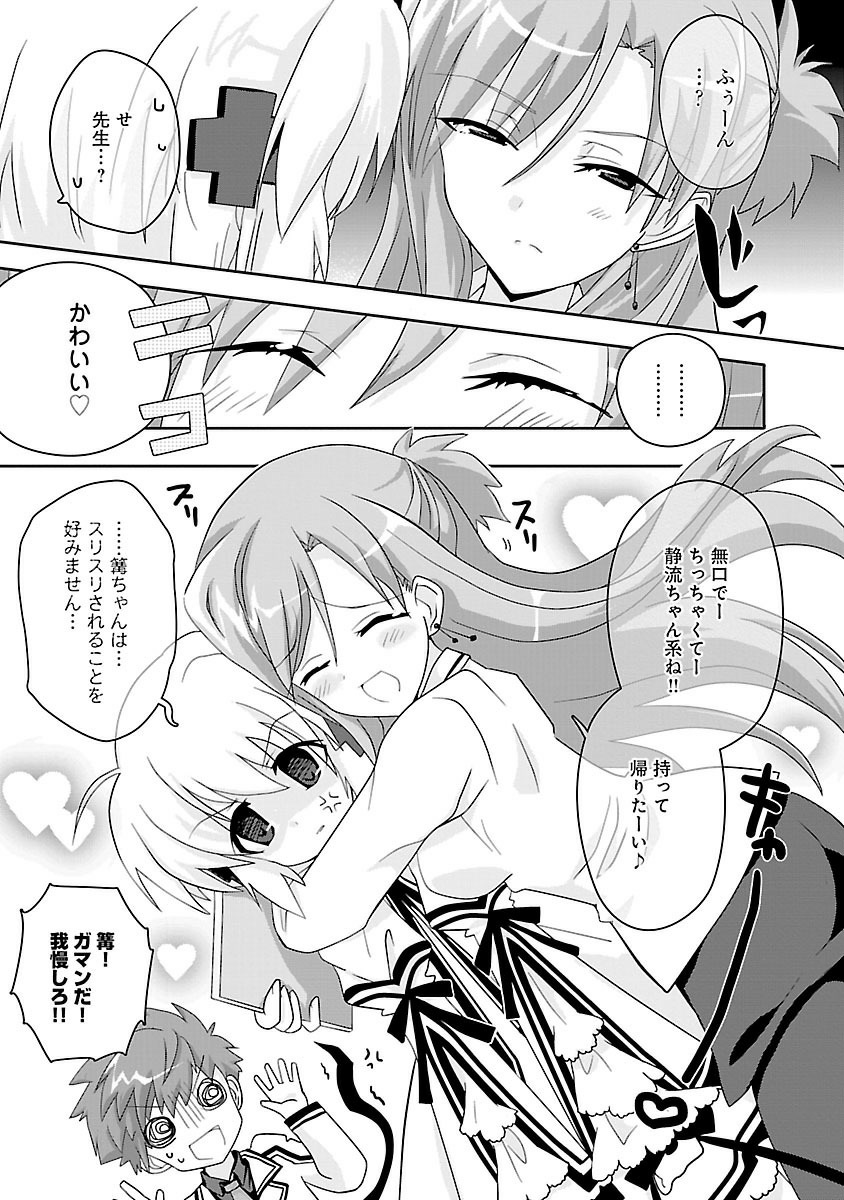 ふぅーん
…?
じーっ
せ
先生…?
………
ニコ
かわいい♡
無口でー
ちっちゃくてー
静流ちゃん系ね!!
持って
帰りたーい♪
きゃー
……篝ちゃんは…
スリスリされることを
好みません…
スリ
スリ
篝!
ガマンだ!
我慢しろ!!